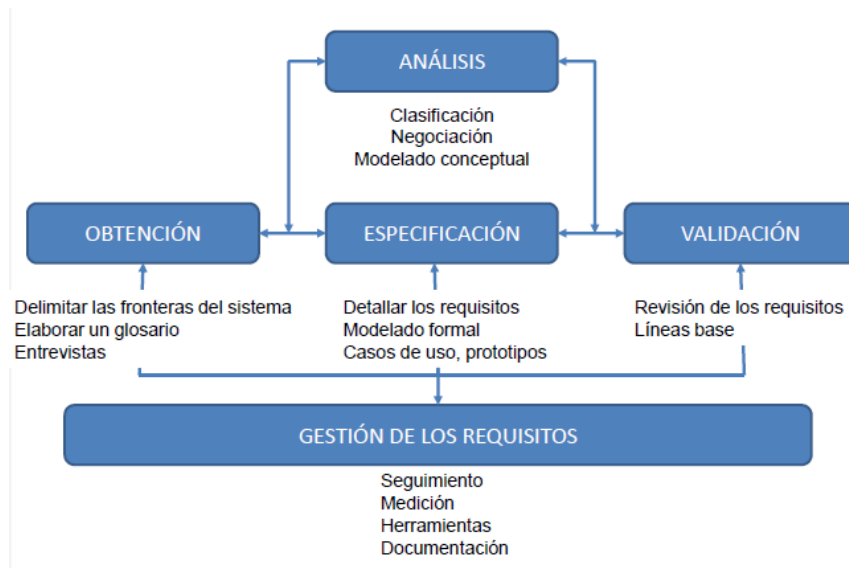 ANÁLISIS
Clasificación
Negociación
Modelado conceptual
OBTENCIÓN
ESPECIFICACIÓN
VALIDACIÓN
Delimitar las fronteras del sistema
Elaborar un glosario
Entrevistas
Detallar los requisitos
Modelado formal
Casos de uso, prototipos
Revisión de los requisitos
Líneas base
GESTIÓN DE LOS REQUISITOS
Seguimiento
Medición
Herramientas
Documentación